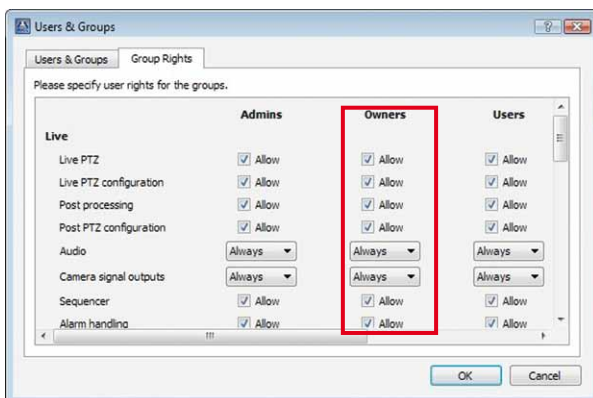 Users & Groups
Users & Groups Group Rights
Please specify user rights for the groups.
Admins Owners Users
Live
Live PTZ Allow Allow Allow
Live PTZ configuration Allow Allow Allow
Post processing Allow Allow Allow
Post PTZ configuration Allow Allow Allow
Audio Always Always Always
Camera signal outputs Always Always Always
Sequencer Allow Allow Allow
Alarm handling Allow Allow Allow
OK Cancel